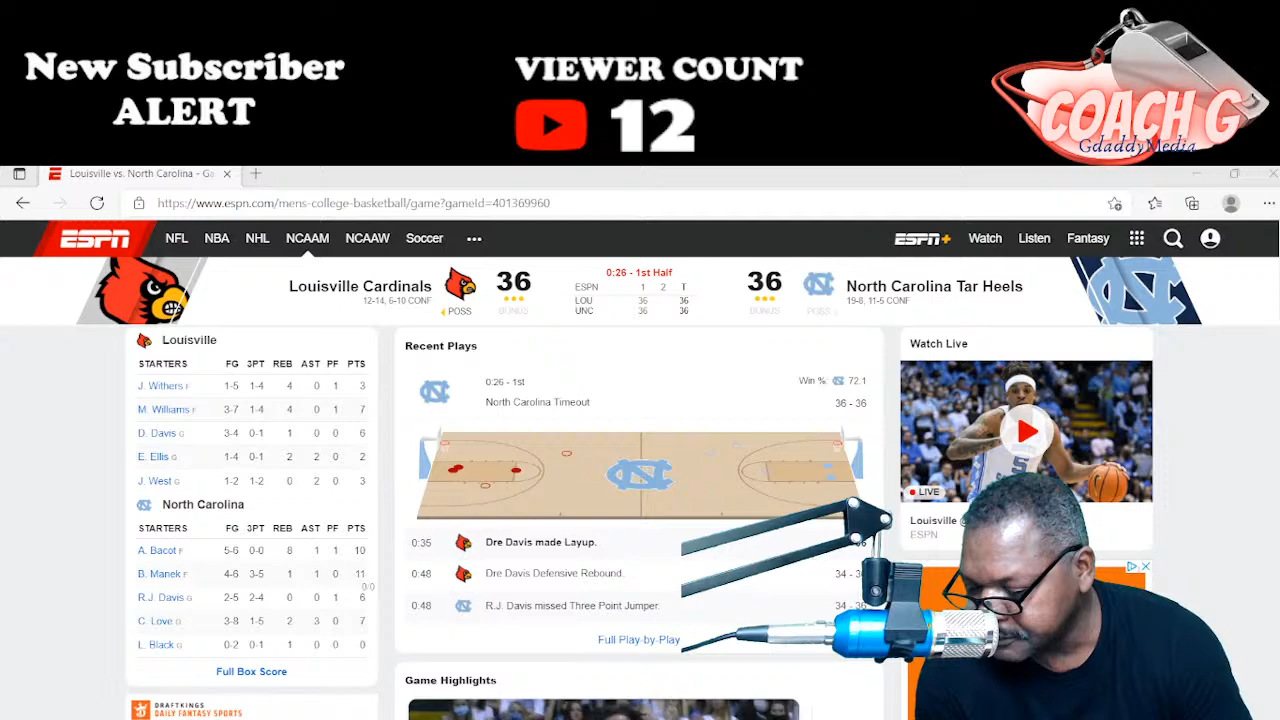 New Subscriber
ALERT
VIEWER COUNT
12
COACH G
GdaddyMedia
Louisville vs. North Carolina - Ga
https://www.espn.com/mens-college-basketball/game?gameId=401369960
ESPN NFL NBA NHL NCAAM NCAAW Soccer ... ESPN+ Watch Listen Fantasy
Louisville Cardinals
12-14, 6-10 CONF
POSS
36
BONUS
0:26 - 1st Half
ESPN 1 2 T
LOU 36 36
UNC 36 36
36
BONUS
POSS
North Carolina Tar Heels
19-8, 11-5 CONF
Louisville
STARTERS FG 3PT REB AST PF PTS
J. Withers F 1-5 1-4 4 0 1 3
M. Williams F 3-7 1-4 4 0 1 7
D. Davis G 3-4 0-1 1 0 0 6
E. Ellis G 1-4 0-1 2 2 0 2
J. West G 1-2 1-2 0 2 0 3
North Carolina
STARTERS FG 3PT REB AST PF PTS
A. Bacot F 5-6 0-0 8 1 1 10
B. Manek F 4-6 3-5 1 1 0 11
0/0
R.J. Davis G 2-5 2-4 0 0 1 6
C. Love G 3-8 1-5 2 3 0 7
L. Black G 0-2 0-1 1 0 0 0
Full Box Score
DRAFTKINGS
DAILY FANTASY SPORTS
Recent Plays
0:26 - 1st
Win % 72.1
North Carolina Timeout
36 - 36
0:35 Dre Davis made Layup.
0:48 Dre Davis Defensive Rebound. 34 - 36
0:48 R.J. Davis missed Three Point Jumper. 34 - 36
Full Play-by-Play
Game Highlights
Watch Live
LIVE
Louisville
ESPN